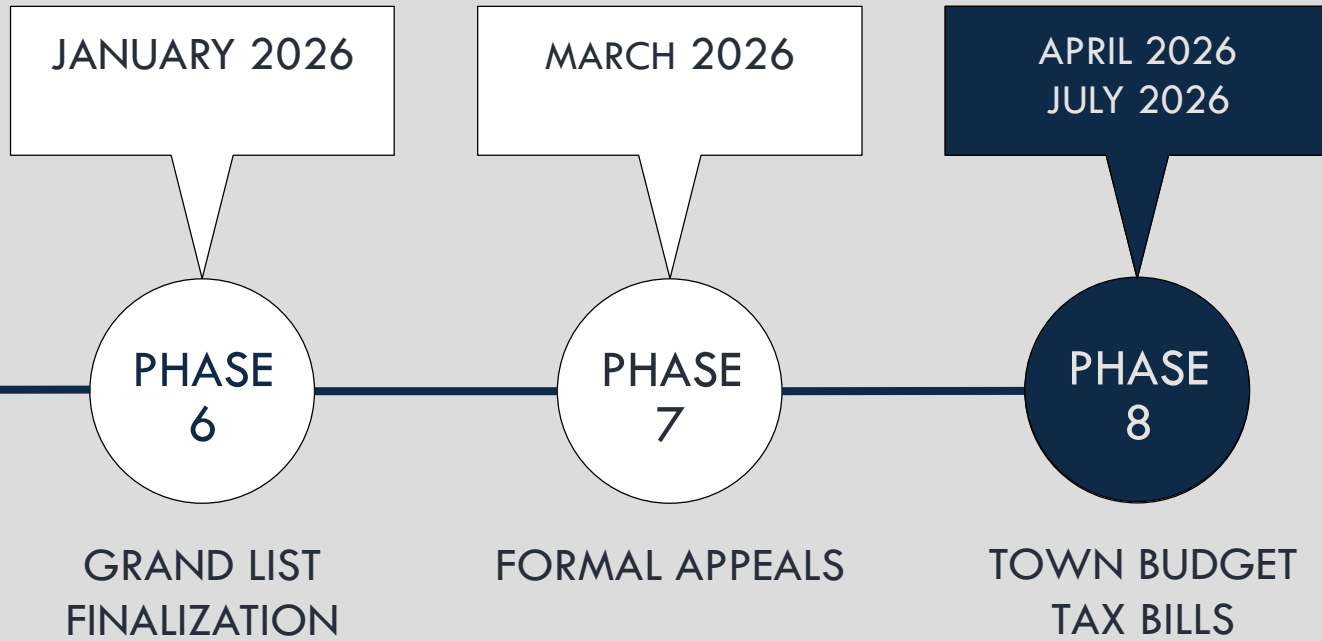 JANUARY 2026
MARCH 2026
APRIL 2026
JULY 2026
PHASE
6
PHASE
7
PHASE
8
GRAND LIST
FINALIZATION
FORMAL APPEALS
TOWN BUDGET
TAX BILLS